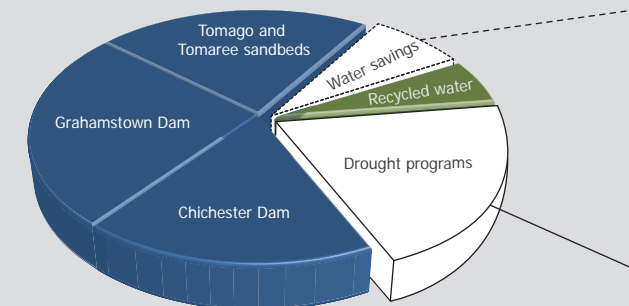 Tomago and
Tomaree sandbeds
Water savings
Recycled water
Grahamstown Dam
Drought programs
Chichester Dam